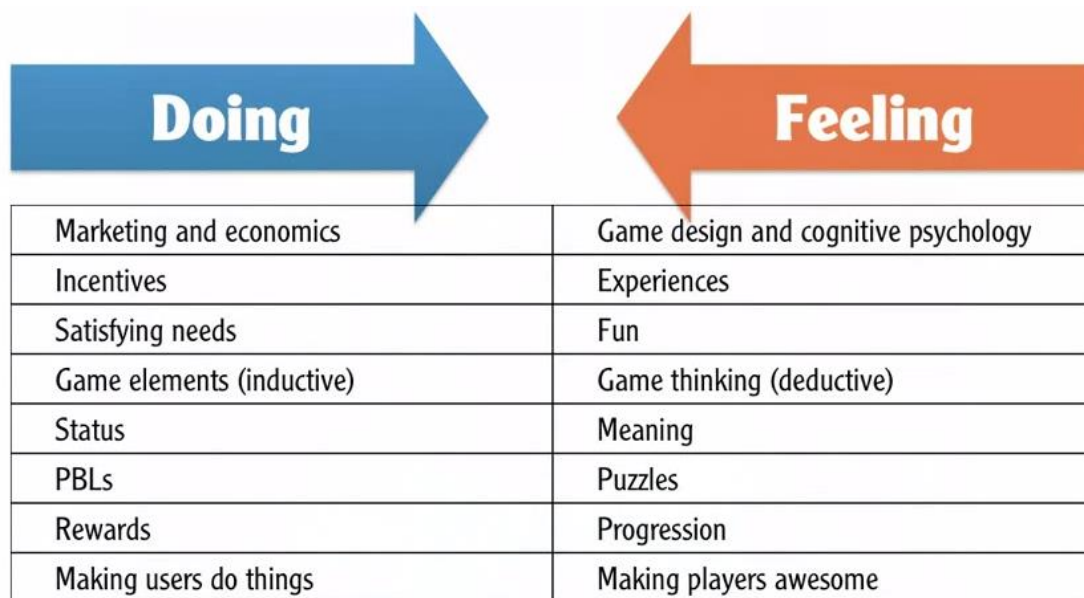 Doing
Feeling
Marketing and economics
Game design and cognitive psychology
Incentives
Experiences
Satisfying needs
Fun
Game elements (inductive)
Game thinking (deductive)
Status
Meaning
PBLs
Puzzles
Rewards
Progression
Making users do things
Making players awesome